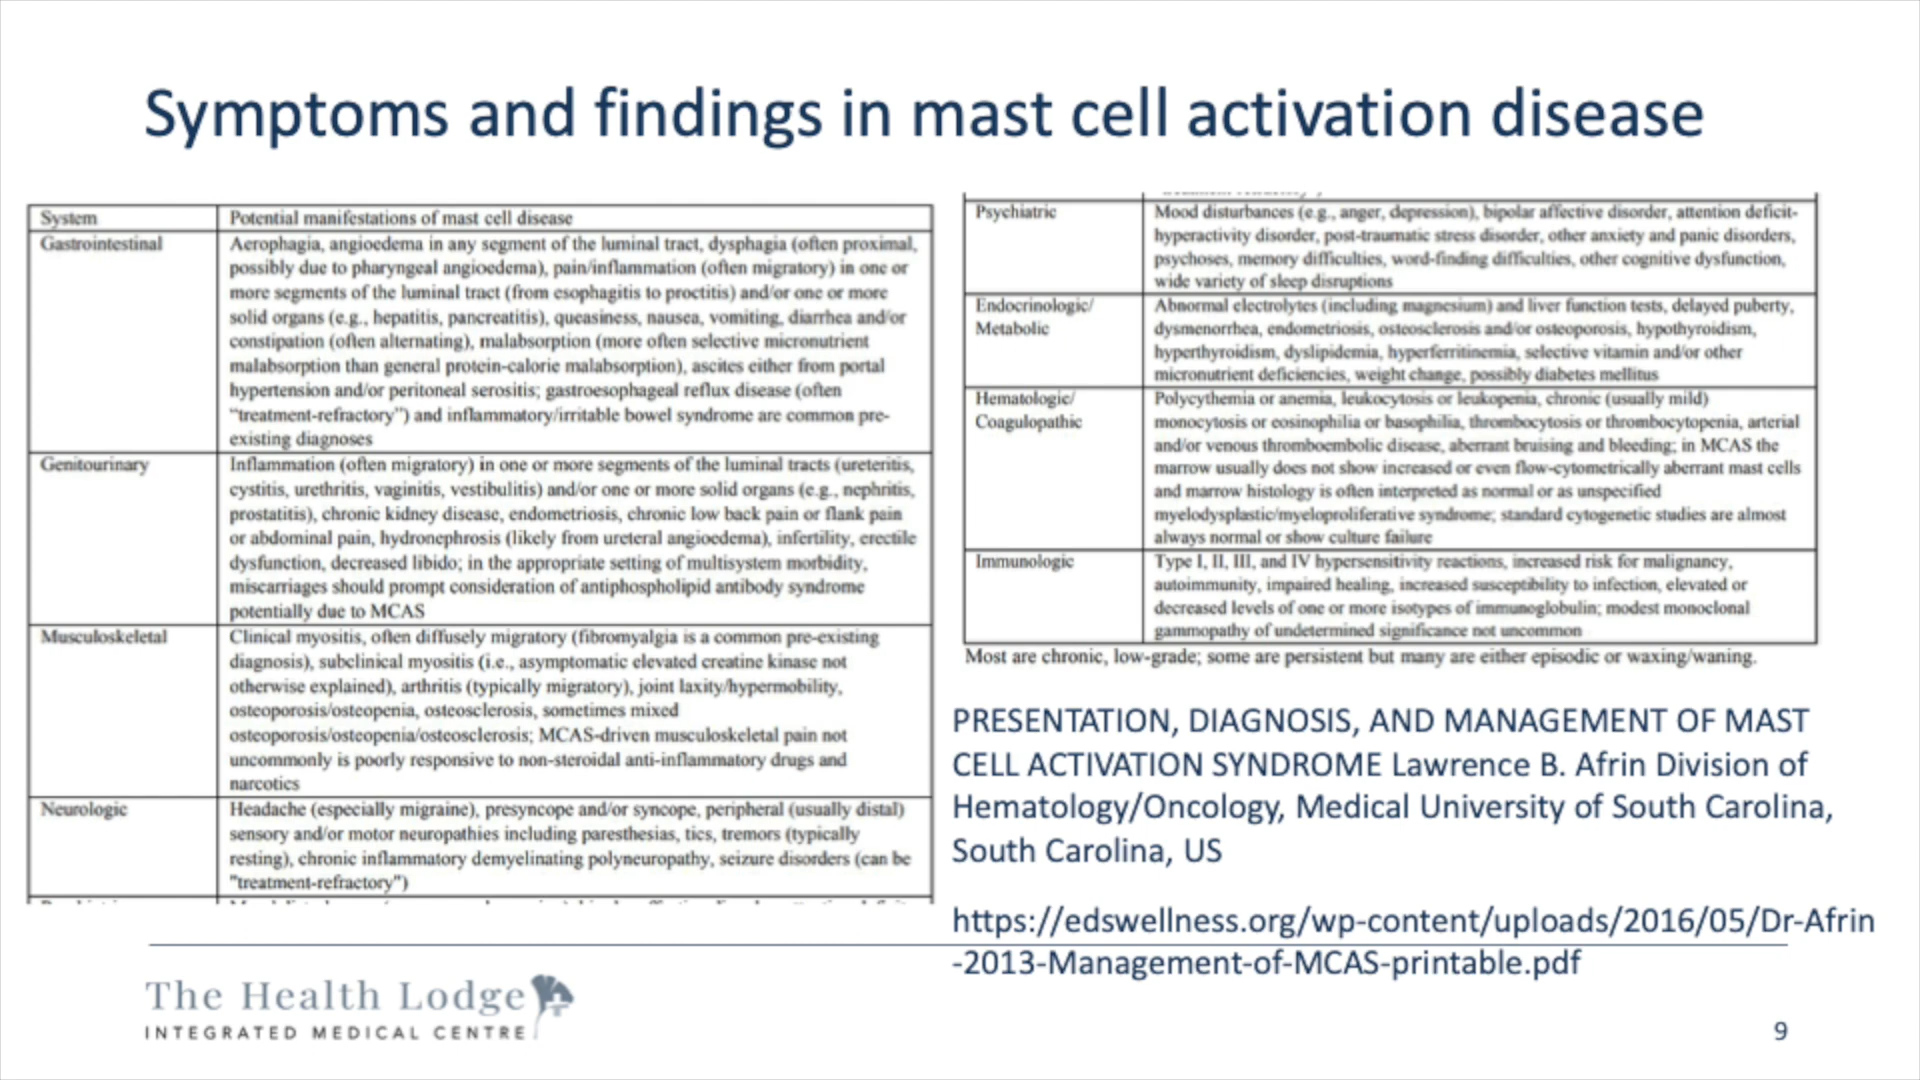 Symptoms and findings in mast cell activation disease
System
Potential manifestations of mast cell disease
Gastrointestinal
Aerophagia, angioedema in any segment of the luminal tract, dysphagia (often proximal,
possibly due to pharyngeal angioedema), pain/inflammation (often migratory) in one or
more segments of the luminal tract (from esophagitis to proctitis) and/or one or more
solid organs (e.g., hepatitis, pancreatitis), queasiness, nausea, vomiting, diarrhea and/or
constipation (often alternating), malabsorption (more often selective micronutrient
malabsorption than general protein-calorie malabsorption), ascites either from portal
hypertension and/or peritoneal serositis; gastroesophageal reflux disease (often
"treatment-refractory") and inflammatory/irritable bowel syndrome are common pre-
existing diagnoses
Genitourinary
Inflammation (often migratory) in one or more segments of the luminal tracts (ureteritis,
cystitis, urethritis, vaginitis, vestibulitis) and/or one or more solid organs (e.g., nephritis,
prostatitis), chronic kidney disease, endometriosis, chronic low back pain or flank pain
or abdominal pain, hydronephrosis (likely from ureteral angioedema), infertility, erectile
dysfunction, decreased libido; in the appropriate setting of multisystem morbidity,
miscarriages should prompt consideration of antiphospholipid antibody syndrome
potentially due to MCAS
Musculoskeletal
Clinical myositis, often diffusely migratory (fibromyalgia is a common pre-existing
diagnosis), subclinical myositis (i.e., asymptomatic elevated creatine kinase not
otherwise explained), arthritis (typically migratory), joint laxity/hypermobility,
osteoporosis/osteopenia, osteosclerosis, sometimes mixed
osteoporosis/osteopenia/osteosclerosis; MCAS-driven musculoskeletal pain not
uncommonly is poorly responsive to non-steroidal anti-inflammatory drugs and
narcotics
Neurologic
Headache (especially migraine), presyncope and/or syncope, peripheral (usually distal)
sensory and/or motor neuropathies including paresthesias, tics, tremors (typically
resting), chronic inflammatory demyelinating polyneuropathy, seizure disorders (can be
"treatment-refractory")
Psychiatric
Mood disturbances (e.g., anger, depression), bipolar affective disorder, attention deficit-
hyperactivity disorder, post-traumatic stress disorder, other anxiety and panic disorders,
psychoses, memory difficulties, word-finding difficulties, other cognitive dysfunction,
wide variety of sleep disruptions
Endocrinologic/
Metabolic
Abnormal electrolytes (including magnesium) and liver function tests, delayed puberty,
dysmenorrhea, endometriosis, osteosclerosis and/or osteoporosis, hypothyroidism,
hyperthyroidism, dyslipidemia, hyperferritinemia, selective vitamin and/or other
micronutrient deficiencies, weight change, possibly diabetes mellitus
Hematologic/
Coagulopathic
Polycythemia or anemia, leukocytosis or leukopenia, chronic (usually mild)
monocytosis or eosinophilia or basophilia, thrombocytosis or thrombocytopenia, arterial
and/or venous thromboembolic disease, aberrant bruising and bleeding; in MCAS the
marrow usually does not show increased or even flow-cytometrically aberrant mast cells
and marrow histology is often interpreted as normal or as unspecified
myelodysplastic/myeloproliferative syndrome; standard cytogenetic studies are almost
always normal or show culture failure
Immunologic
Type I, II, III, and IV hypersensitivity reactions, increased risk for malignancy,
autoimmunity, impaired healing, increased susceptibility to infection, elevated or
decreased levels of one or more isotypes of immunoglobulin; modest monoclonal
gammopathy of undetermined significance not uncommon
Most are chronic, low-grade; some are persistent but many are either episodic or waxing/waning.
PRESENTATION, DIAGNOSIS, AND MANAGEMENT OF MAST
CELL ACTIVATION SYNDROME Lawrence B. Afrin Division of
Hematology/Oncology, Medical University of South Carolina,
South Carolina, US
https://edswellness.org/wp-content/uploads/2016/05/Dr-Afrin
-2013-Management-of-MCAS-printable.pdf
The Health Lodge
INTEGRATED MEDICAL CENTRE
9